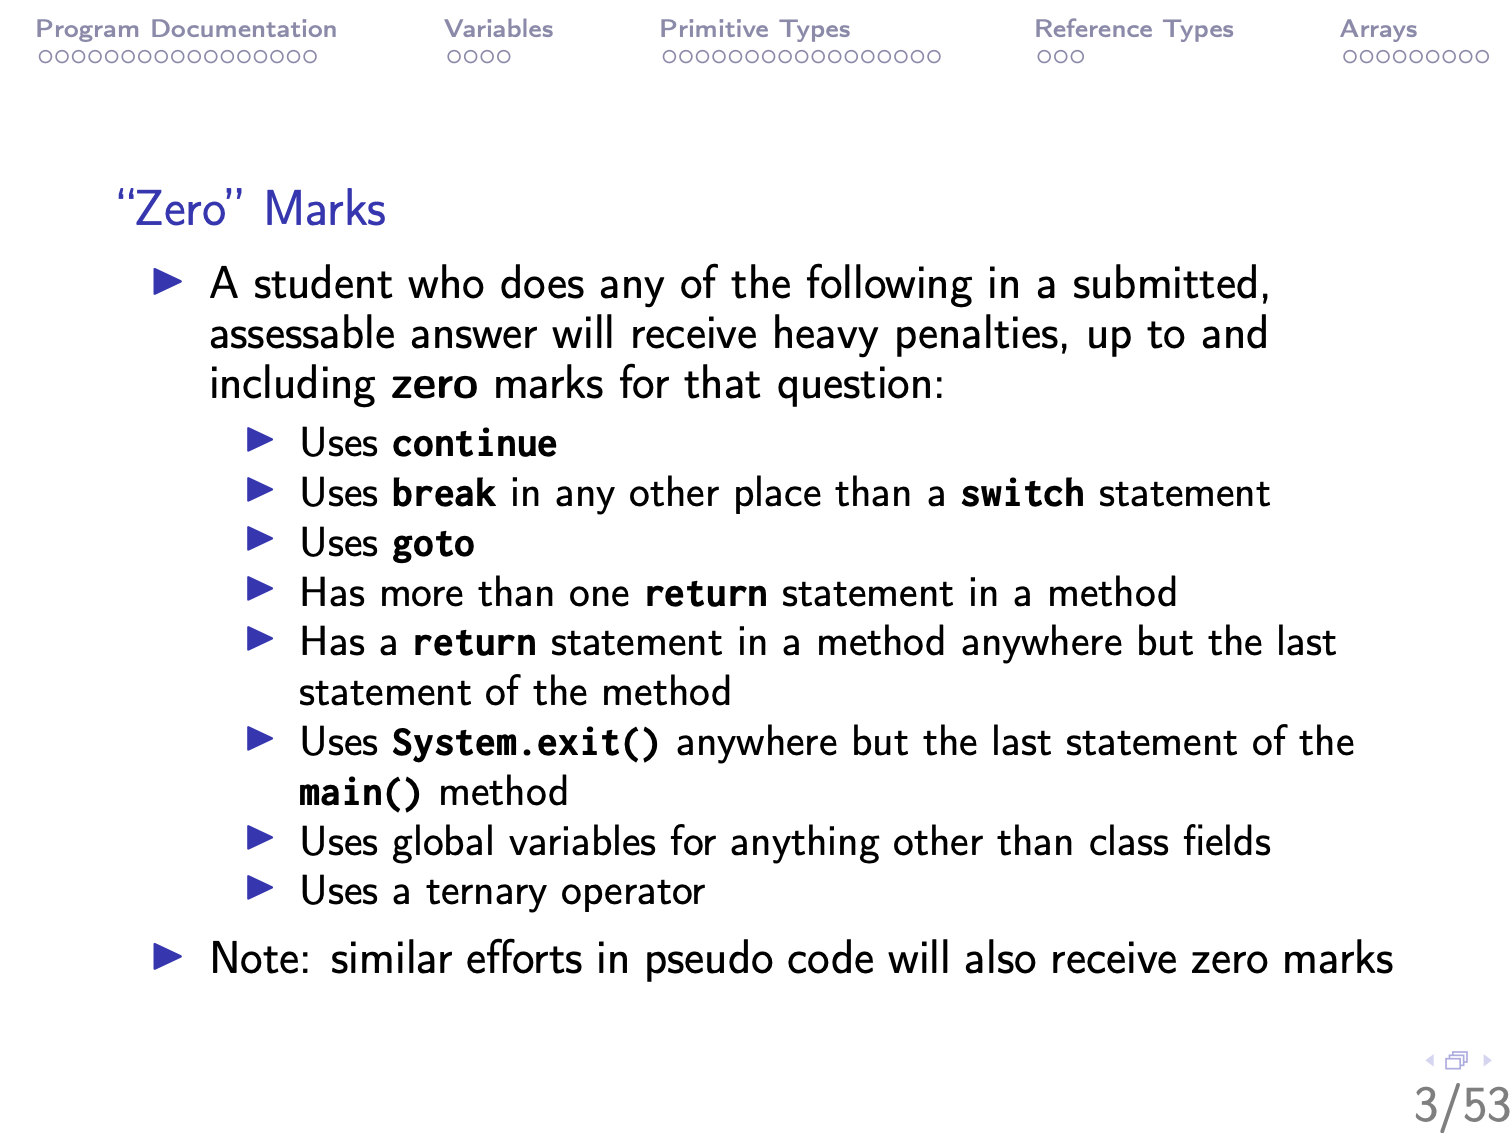 Program Documentation Variables Primitive Types Reference Types Arrays
“Zero” Marks
A student who does any of the following in a submitted,
assessable answer will receive heavy penalties, up to and
including zero marks for that question:
Uses continue
Uses break in any other place than a switch statement
Uses goto
Has more than one return statement in a method
Has a return statement in a method anywhere but the last
statement of the method
Uses System.exit() anywhere but the last statement of the
main() method
Uses global variables for anything other than class fields
Uses a ternary operator
Note: similar efforts in pseudo code will also receive zero marks
3/53